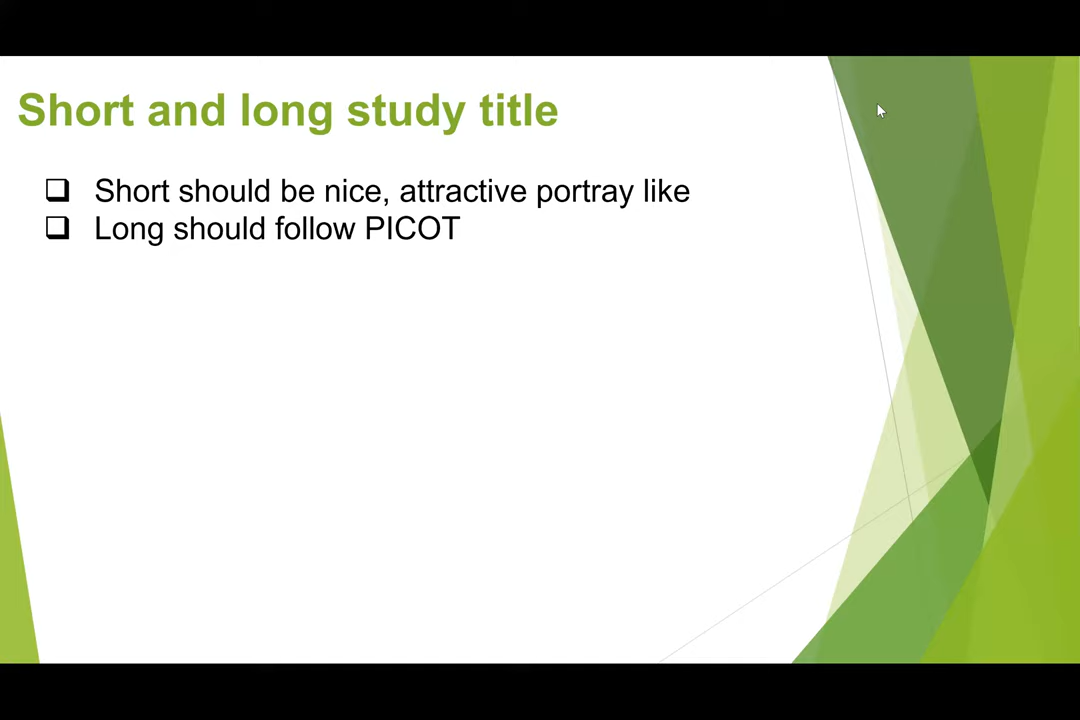 Short and long study title
Short should be nice, attractive portray like
Long should follow PICOT